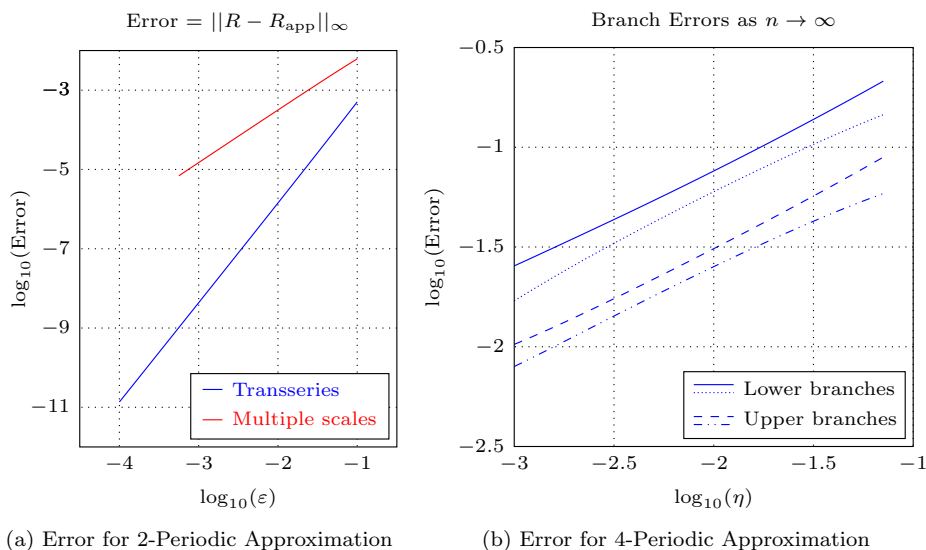 Error = ||R − R_app||_∞
−3
−5
−7
−9
−11
log₁₀(Error)
Transseries
Multiple scales
−4
−3
−2
−1
log₁₀(ε)
(a) Error for 2-Periodic Approximation
Branch Errors as n → ∞
−0.5
−1
−1.5
−2
−2.5
log₁₀(Error)
Lower branches
Upper branches
−3
−2.5
−2
−1.5
−1
log₁₀(η)
(b) Error for 4-Periodic Approximation